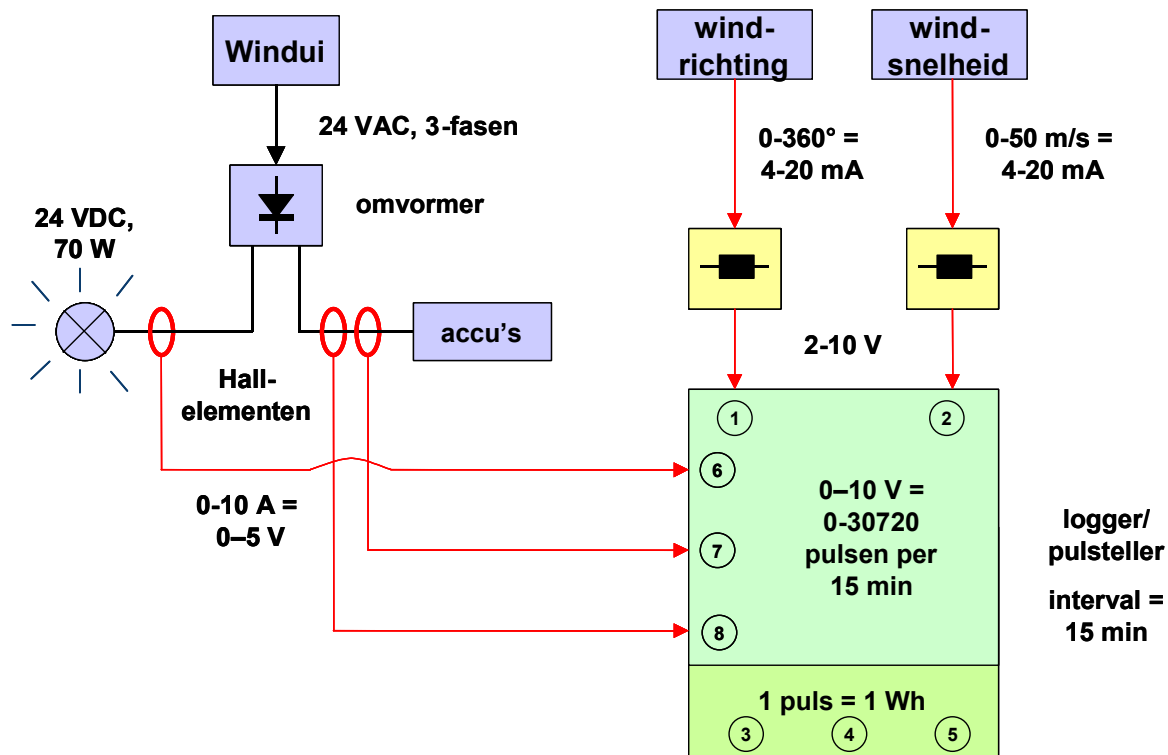 Windui
24 VAC, 3-fasen
omvormer
24 VDC,
70 W
accu's
Hall-
elementen
0-10 A =
0–5 V
wind-
richting
wind-
snelheid
0-360° =
4-20 mA
0-50 m/s =
4-20 mA
2-10 V
1
2
6
7
8
0–10 V =
0-30720
pulsen per
15 min
logger/
pulsteller
interval =
15 min
1 puls = 1 Wh
3
4
5